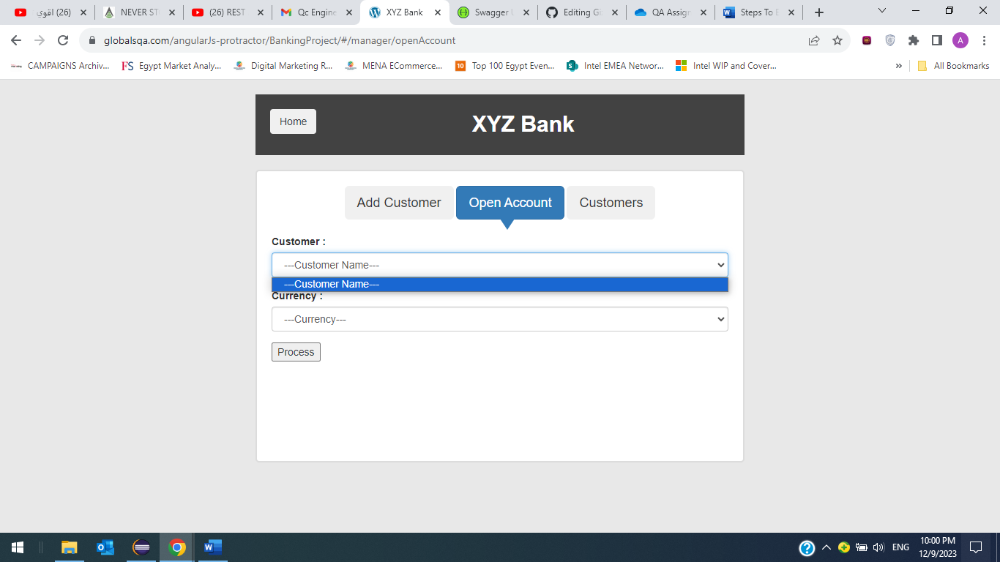 (26) اقوي
NEVER ST
(26) REST
Qc Engine
XYZ Bank
Swagger
Editing Gi
QA Assign
Steps To E
globalsqa.com/angularJs-protractor/BankingProject/#/manager/openAccount
A
CAMPAIGNS Archiv...
FS Egypt Market Analy...
Digital Marketing R...
MENA ECommerce...
10 Top 100 Egypt Even...
Intel EMEA Networ...
Intel WIP and Cover...
»
All Bookmarks
Home
XYZ Bank
Add Customer
Open Account
Customers
Customer :
---Customer Name---
---Customer Name---
Currency :
---Currency---
Process
ENG
10:00 PM
12/9/2023